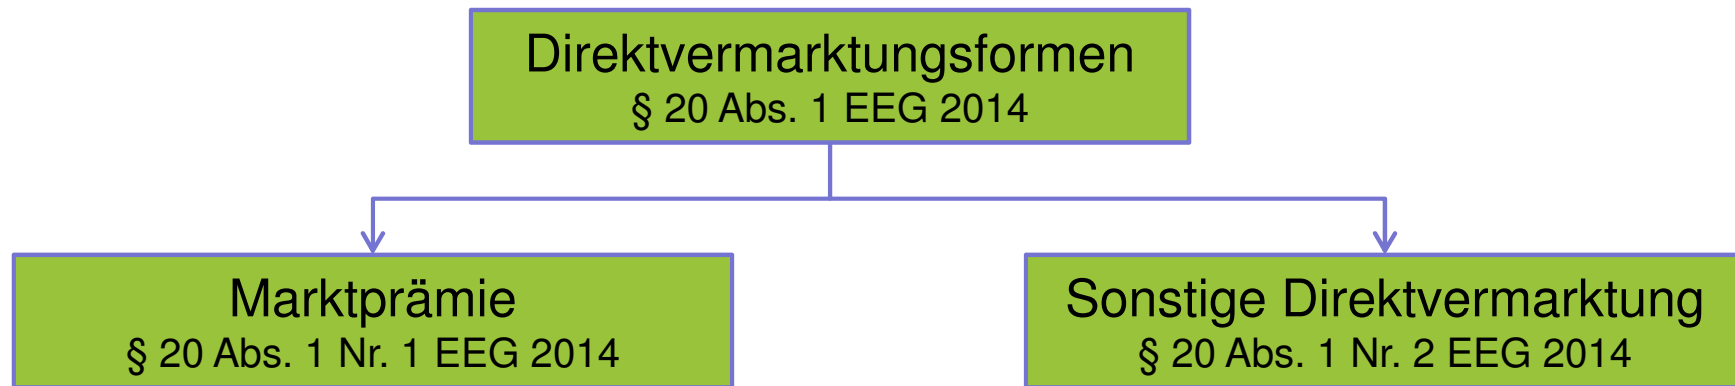 Direktvermarktungsformen
§ 20 Abs. 1 EEG 2014
Marktprämie
§ 20 Abs. 1 Nr. 1 EEG 2014
Sonstige Direktvermarktung
§ 20 Abs. 1 Nr. 2 EEG 2014